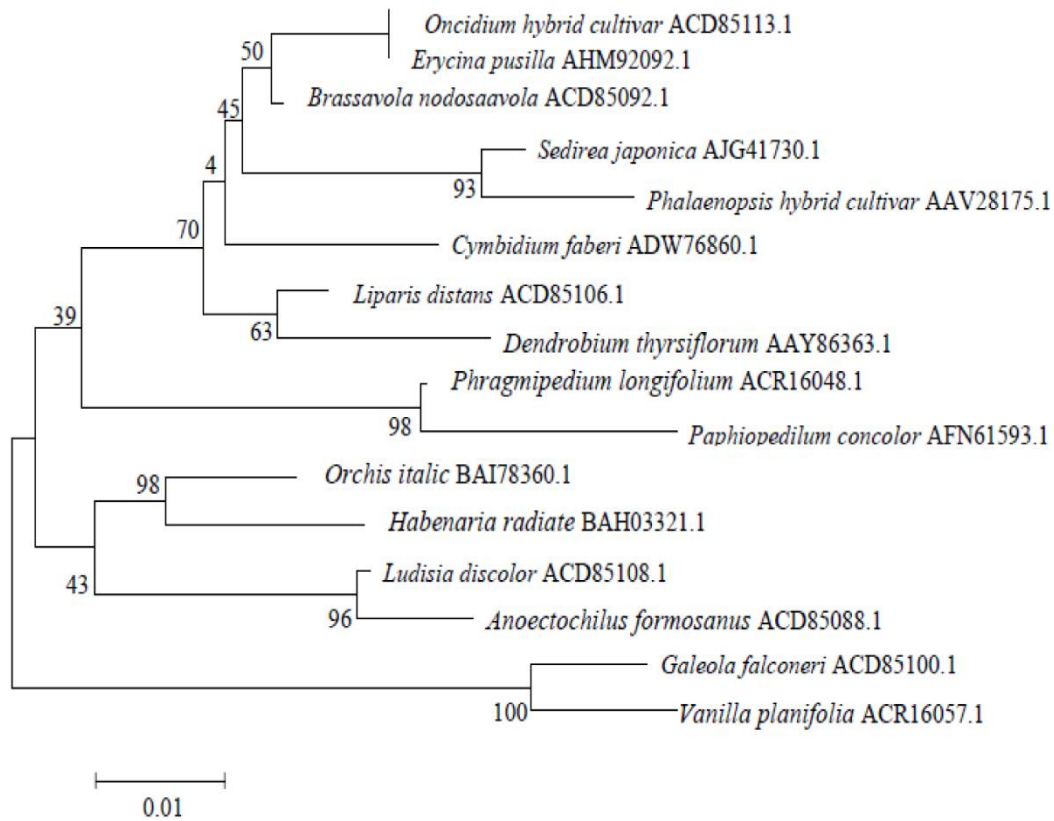 Oncidium hybrid cultivar ACD85113.1
50
Erycina pusilla AHM92092.1
Brassavola nodosaavola ACD85092.1
45
Sedirea japonica AJG41730.1
4
93
Phalaenopsis hybrid cultivar AAV28175.1
70
Cymbidium faberi ADW76860.1
Liparis distans ACD85106.1
39
63
Dendrobium thyrsiflorum AAY86363.1
Phragmipedium longifolium ACR16048.1
98
Paphiopedilum concolor AFN61593.1
Orchis italic BAI78360.1
98
Habenaria radiate BAH03321.1
Ludisia discolor ACD85108.1
43
96
Anoectochilus formosanus ACD85088.1
Galeola falconeri ACD85100.1
100
Vanilla planifolia ACR16057.1
0.01